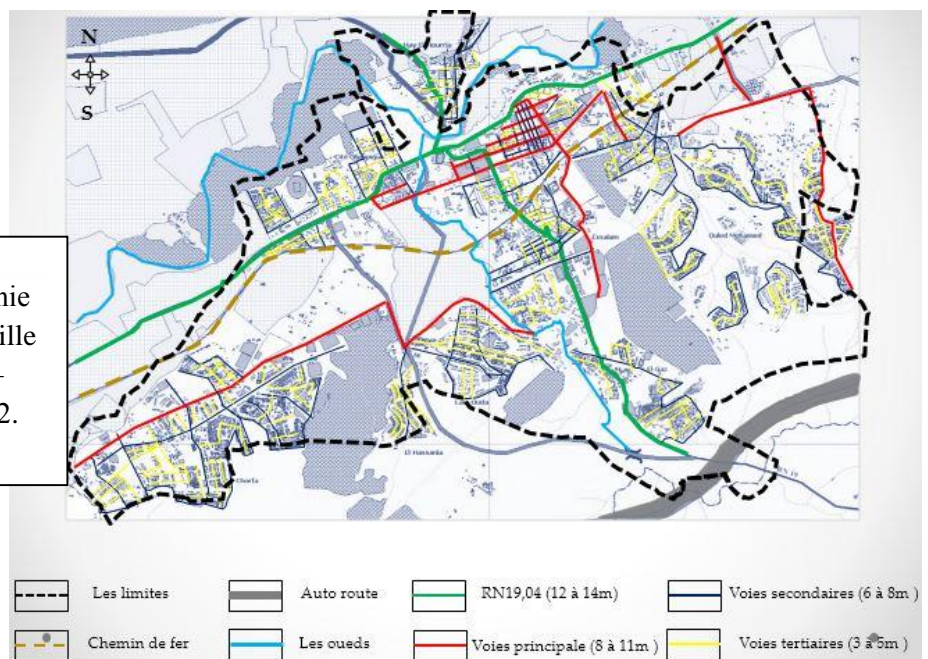 N
S
nie
ille
-
2.
Ouled Mohamed
El Hassania
Charfa
RN 19
Les limites
Auto route
RN19,04 (12 à 14m)
Voies secondaires (6 à 8m )
Chemin de fer
Les oueds
Voies principale (8 à 11m )
Voies tertiaires (3 à 5m )